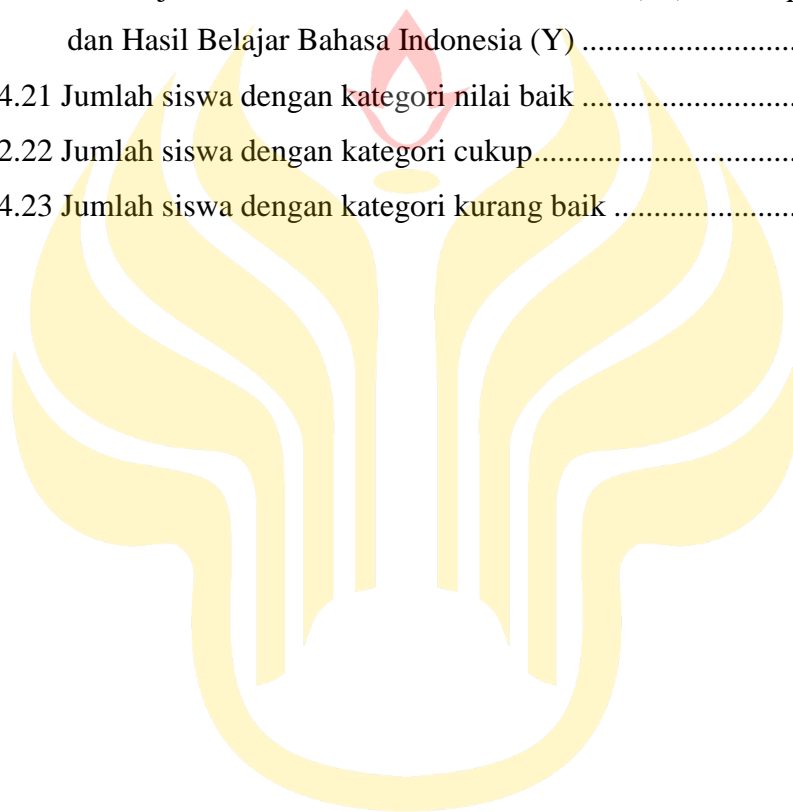 dan Hasil Belajar Bahasa Indonesia (Y) ...........................
4.21 Jumlah siswa dengan kategori nilai baik ...........................
2.22 Jumlah siswa dengan kategori cukup.................................
4.23 Jumlah siswa dengan kategori kurang baik .......................